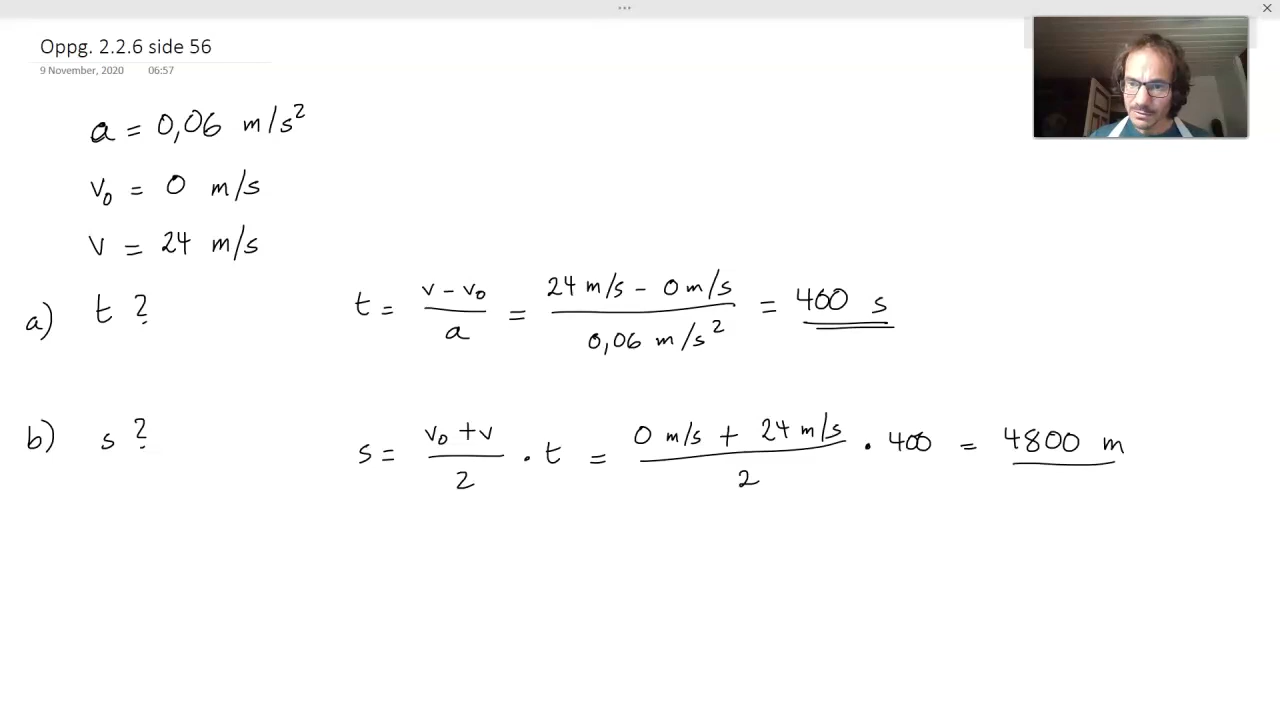 Oppg. 2.2.6 side 56
9 November, 2020 06:57
a = 0,06 m/s²
v₀ = 0 m/s
v = 24 m/s
a) t ? t = (v - v₀)/a = (24 m/s - 0 m/s)/(0,06 m/s²) = 400 s
b) s ? s = (v₀ + v)/2 · t = (0 m/s + 24 m/s)/2 · 400 = 4800 m